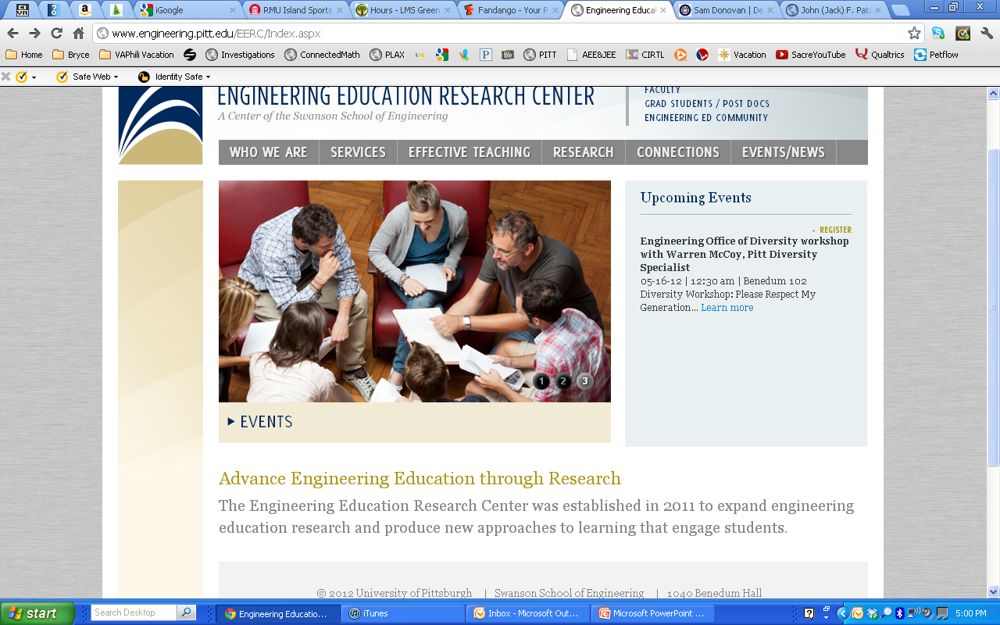 iGoogle
RMU Island Sports
Hours - LMS Green
Fandango - Your P
Engineering Educat
Sam Donovan | De
John (Jack) F. Pat
www.engineering.pitt.edu/EERC/Index.aspx
Home
Bryce
VAPhili Vacation
Investigations
ConnectedMath
PLAX
PITT
AEE&JEE
CIRTL
Vacation
SacreYouTube
Qualtrics
Petflow
Safe Web
Identity Safe
ENGINEERING EDUCATION RESEARCH CENTER
A Center of the Swanson School of Engineering
FACULTY
GRAD STUDENTS / POST DOCS
ENGINEERING ED COMMUNITY
WHO WE ARE
SERVICES
EFFECTIVE TEACHING
RESEARCH
CONNECTIONS
EVENTS/NEWS
1 2 3
EVENTS
Upcoming Events
REGISTER
Engineering Office of Diversity workshop
with Warren McCoy, Pitt Diversity
Specialist
05-16-12 | 12:30 am | Benedum 102
Diversity Workshop: Please Respect My
Generation... Learn more
Advance Engineering Education through Research
The Engineering Education Research Center was established in 2011 to expand engineering
education research and produce new approaches to learning that engage students.
© 2012 University of Pittsburgh | Swanson School of Engineering | 1040 Benedum Hall
start
Search Desktop
Engineering Educatio...
iTunes
Inbox - Microsoft Out...
Microsoft PowerPoint ...
5:00 PM